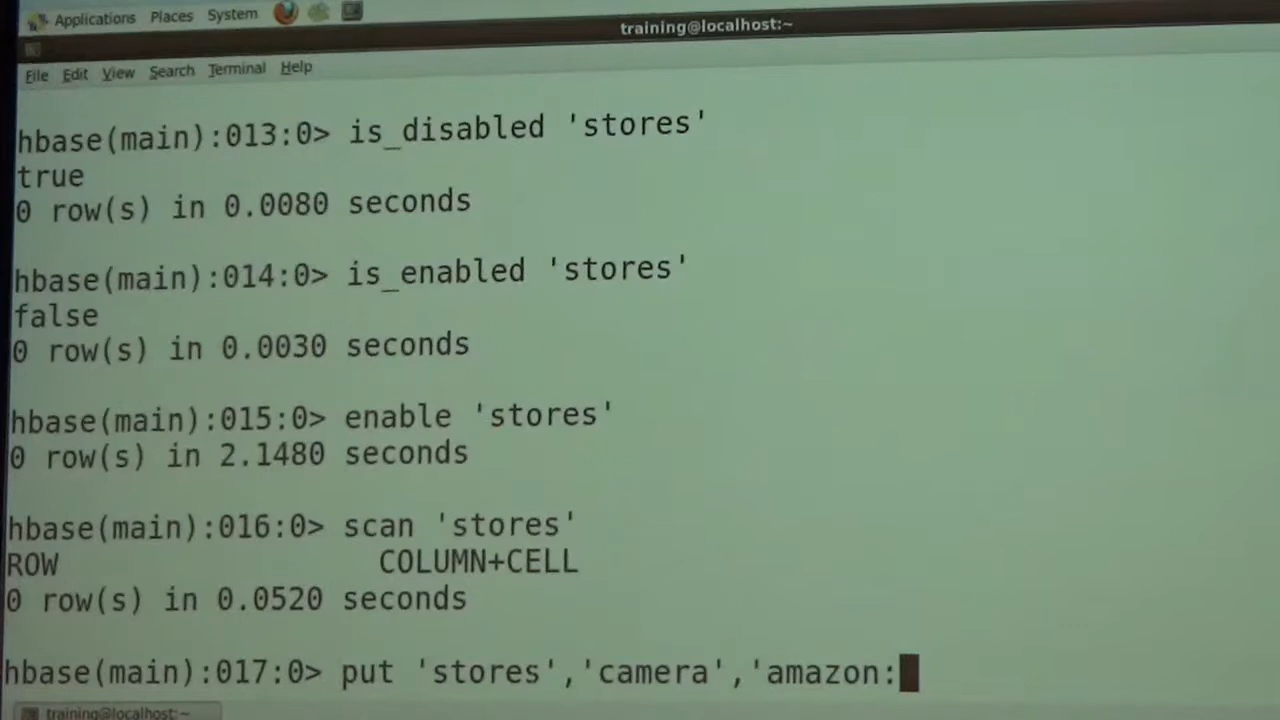 Applications Places System
training@localhost:~
File Edit View Search Terminal Help
hbase(main):013:0> is_disabled 'stores'
true
0 row(s) in 0.0080 seconds
hbase(main):014:0> is_enabled 'stores'
false
0 row(s) in 0.0030 seconds
hbase(main):015:0> enable 'stores'
0 row(s) in 2.1480 seconds
hbase(main):016:0> scan 'stores'
ROW COLUMN+CELL
0 row(s) in 0.0520 seconds
hbase(main):017:0> put 'stores','camera','amazon:
training@localhost:~